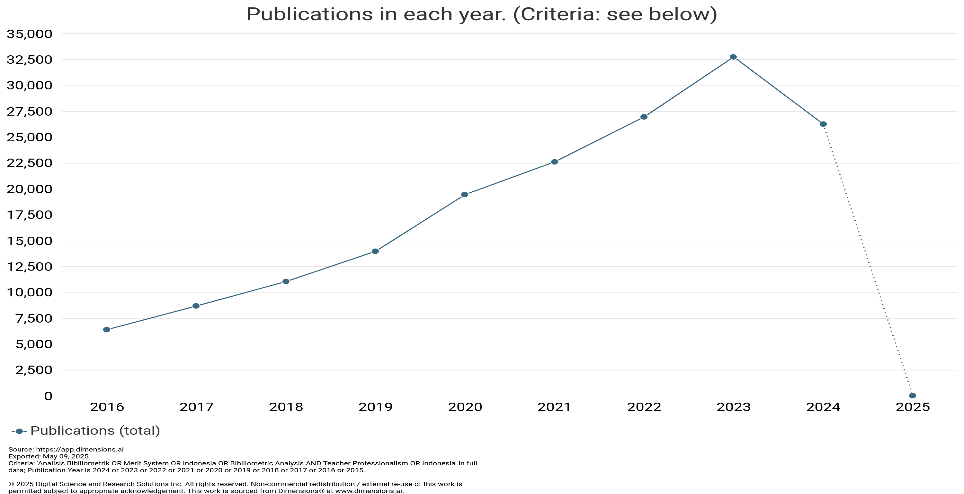 Publications in each year. (Criteria: see below)
35,000
32,500
30,000
27,500
25,000
22,500
20,000
17,500
15,000
12,500
10,000
7,500
5,000
2,500
0
2016 2017 2018 2019 2020 2021 2022 2023 2024 2025
Publications (total)
Source: https://app.dimensions.ai
Exported: May 09, 2025
Criteria: 'Analisis Bibliometrik OR Merit System OR Indonesia OR Bibliometric Analysis AND Teacher Professionalism OR Indonesia' in full
data; Publication Year is 2024 or 2023 or 2022 or 2021 or 2020 or 2019 or 2018 or 2017 or 2016 or 2015.
© 2025 Digital Science and Research Solutions Inc. All rights reserved. Non-commercial redistribution / external re-use of this work is
permitted subject to appropriate acknowledgement. This work is sourced from Dimensions® at www.dimensions.ai.